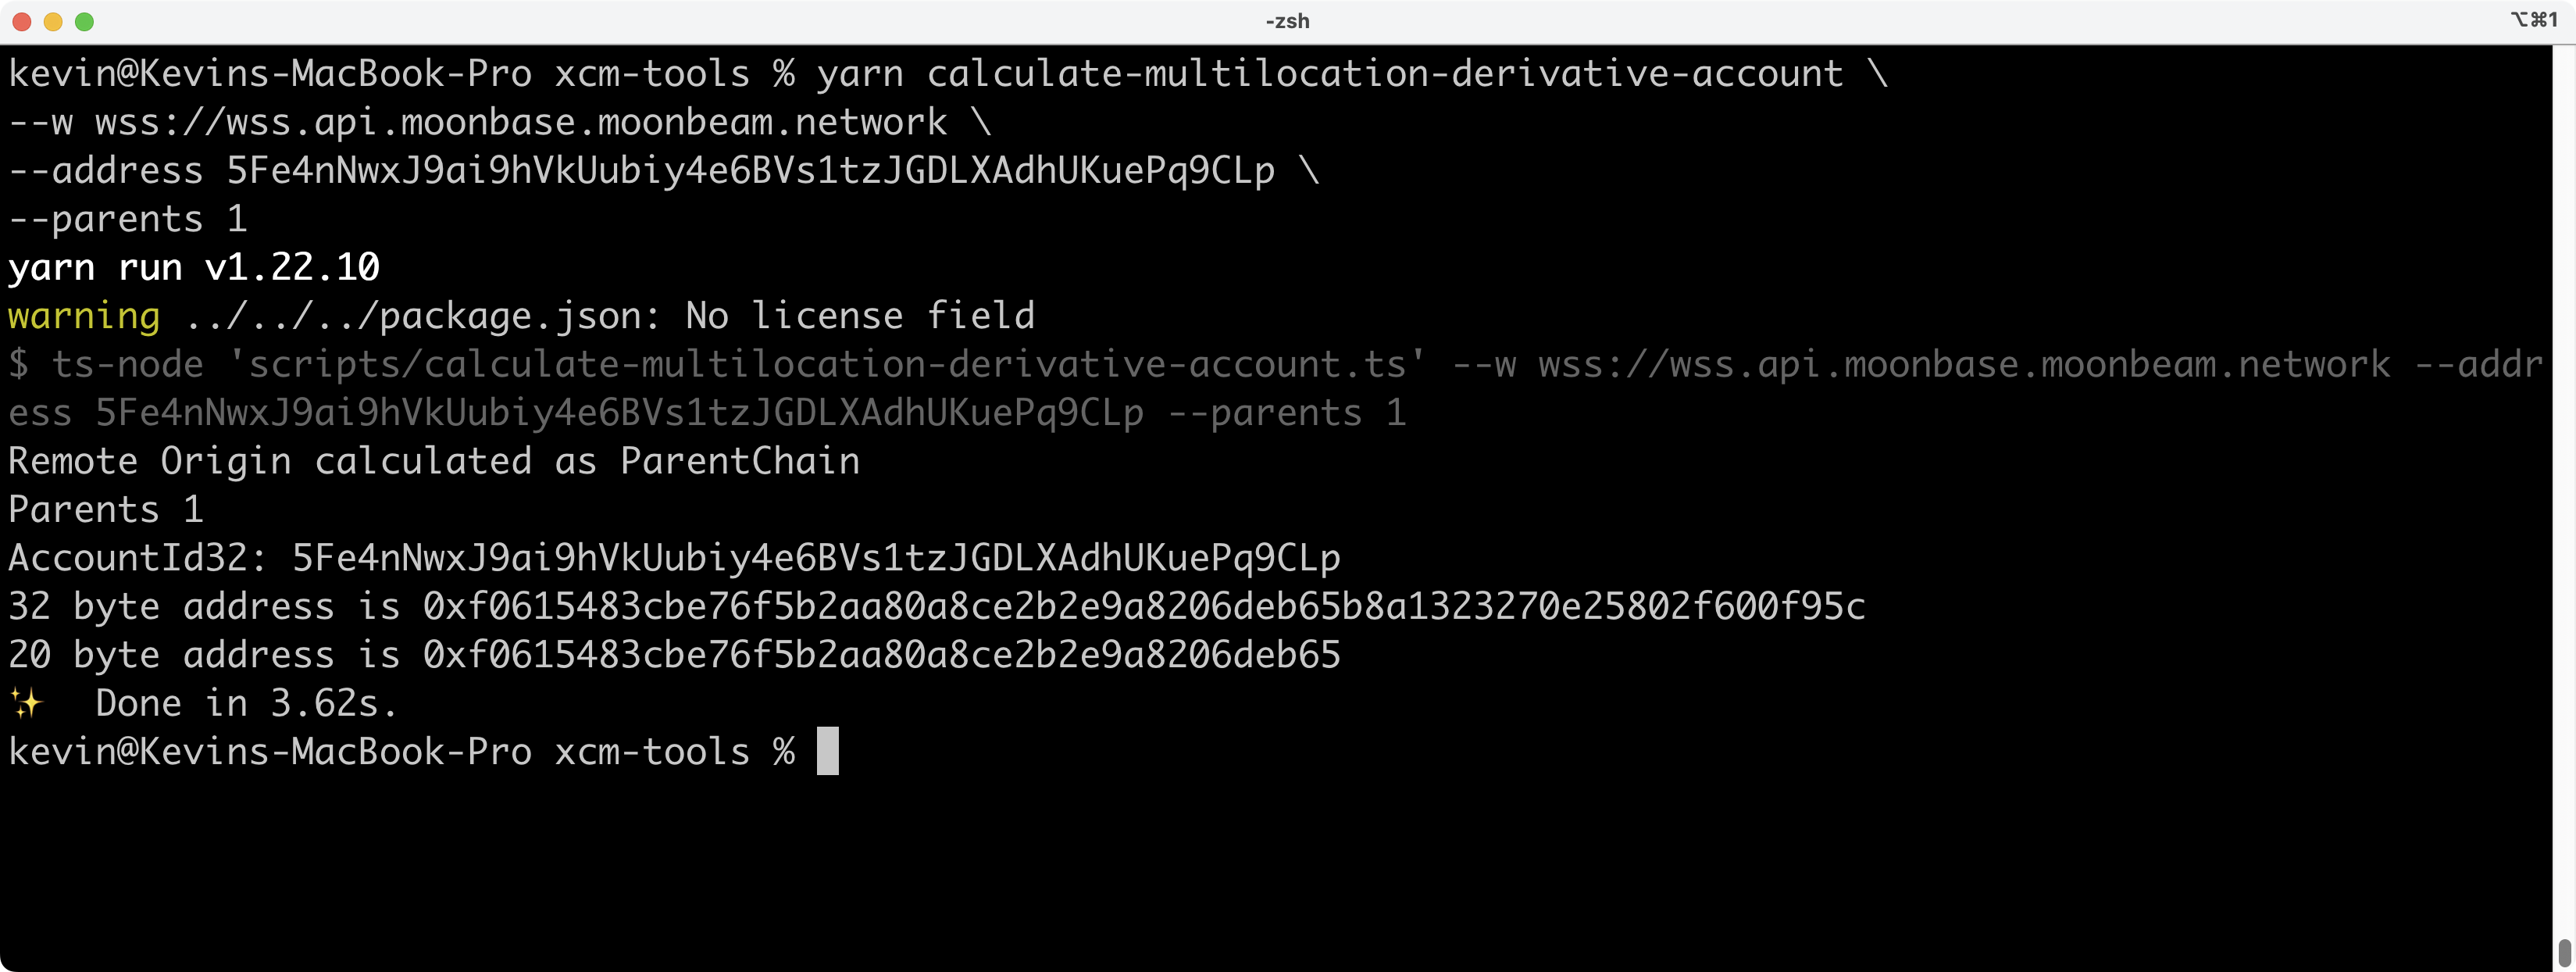 -zsh
⌥⌘1
kevin@Kevins-MacBook-Pro xcm-tools % yarn calculate-multilocation-derivative-account \
--w wss://wss.api.moonbase.moonbeam.network \
--address 5Fe4nNwxJ9ai9hVkUubiy4e6BVs1tzJGDLXAdhUKuePq9CLp \
--parents 1
yarn run v1.22.10
warning ../../../package.json: No license field
$ ts-node 'scripts/calculate-multilocation-derivative-account.ts' --w wss://wss.api.moonbase.moonbeam.network --addr
ess 5Fe4nNwxJ9ai9hVkUubiy4e6BVs1tzJGDLXAdhUKuePq9CLp --parents 1
Remote Origin calculated as ParentChain
Parents 1
AccountId32: 5Fe4nNwxJ9ai9hVkUubiy4e6BVs1tzJGDLXAdhUKuePq9CLp
32 byte address is 0xf0615483cbe76f5b2aa80a8ce2b2e9a8206deb65b8a1323270e25802f600f95c
20 byte address is 0xf0615483cbe76f5b2aa80a8ce2b2e9a8206deb65
✨  Done in 3.62s.
kevin@Kevins-MacBook-Pro xcm-tools %